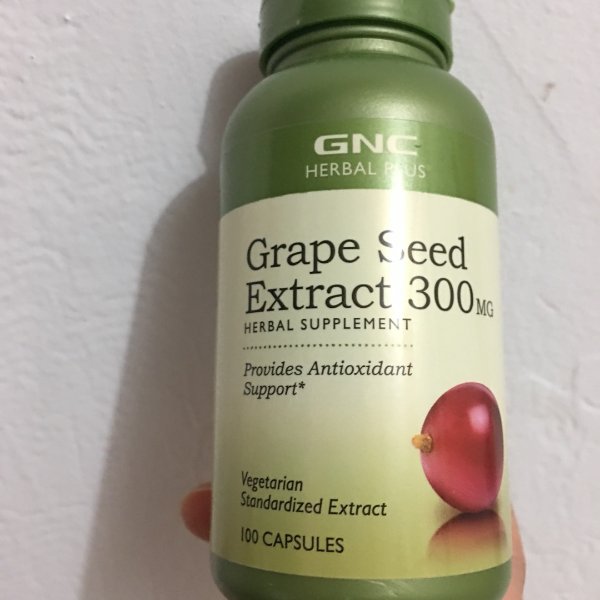 GNC
HERBAL PLUS
Grape Seed
Extract 300MG
HERBAL SUPPLEMENT
Provides Antioxidant
Support*
Vegetarian
Standardized Extract
100 CAPSULES